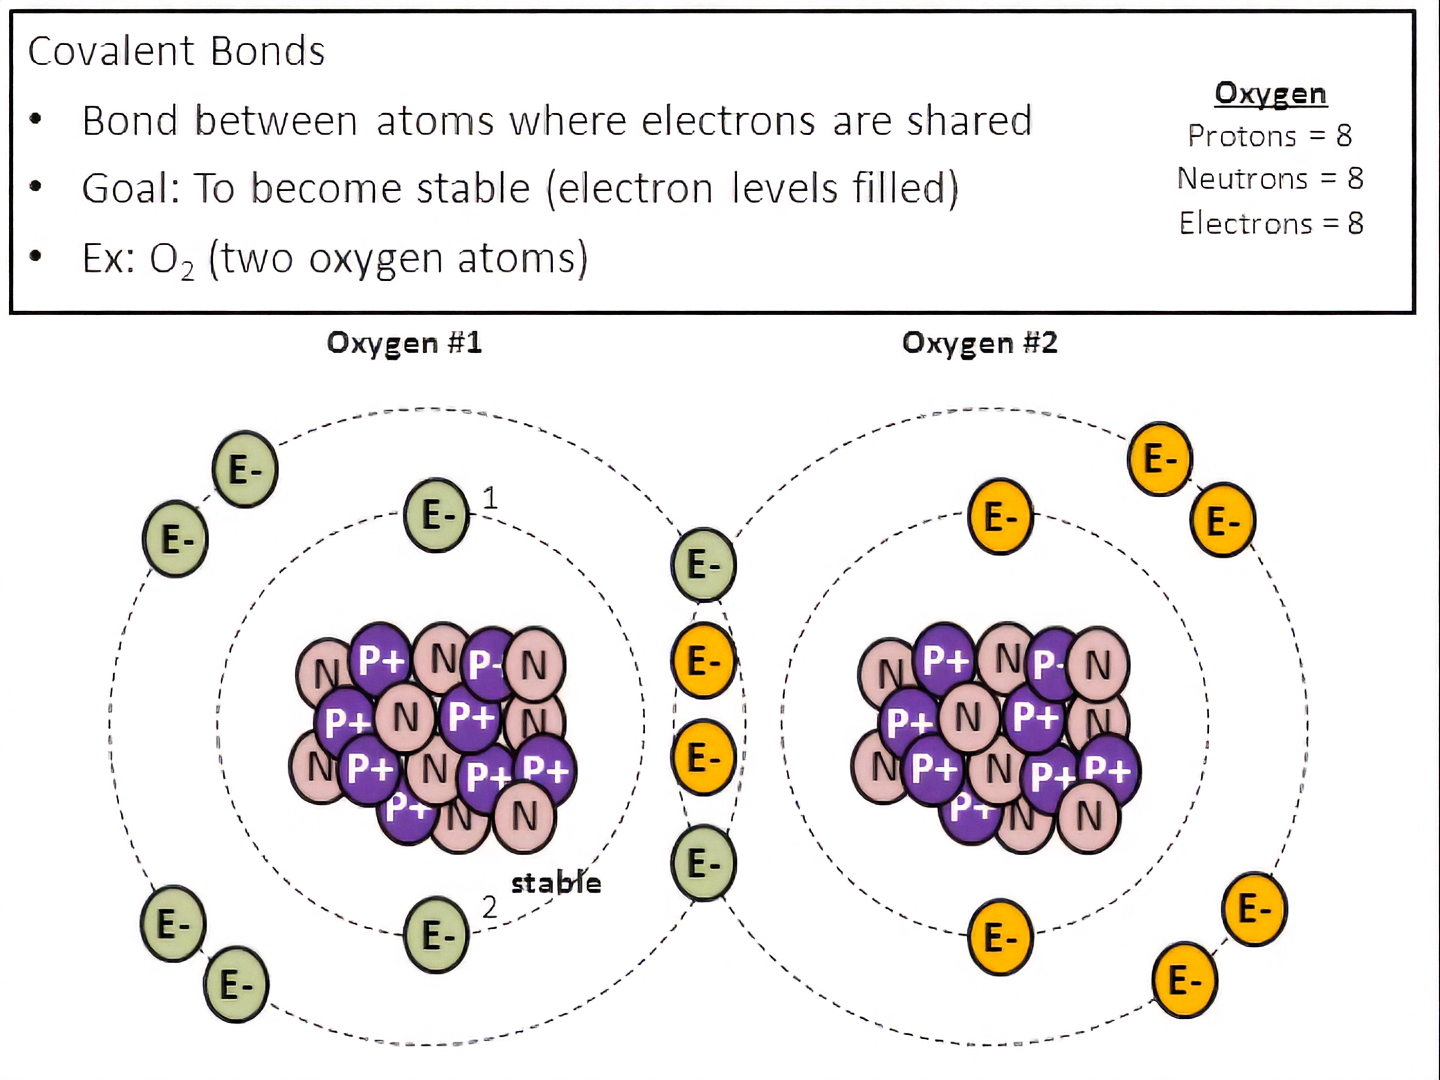 Covalent Bonds
• Bond between atoms where electrons are shared
• Goal: To become stable (electron levels filled)
• Ex: O₂ (two oxygen atoms)
Oxygen
Protons = 8
Neutrons = 8
Electrons = 8
Oxygen #1
Oxygen #2
E- E-
E- E-
E- 1
E- E- E-
E-
E-
E-
N P+ N P- N
P+ N P+ N
N P+ N P+ P+
P+ N N
N P+ N P- N
P+ N P+ N
N P+ N P+ P+
P+ N N
stable
E-
E- 2
E- E- E-
E- E-